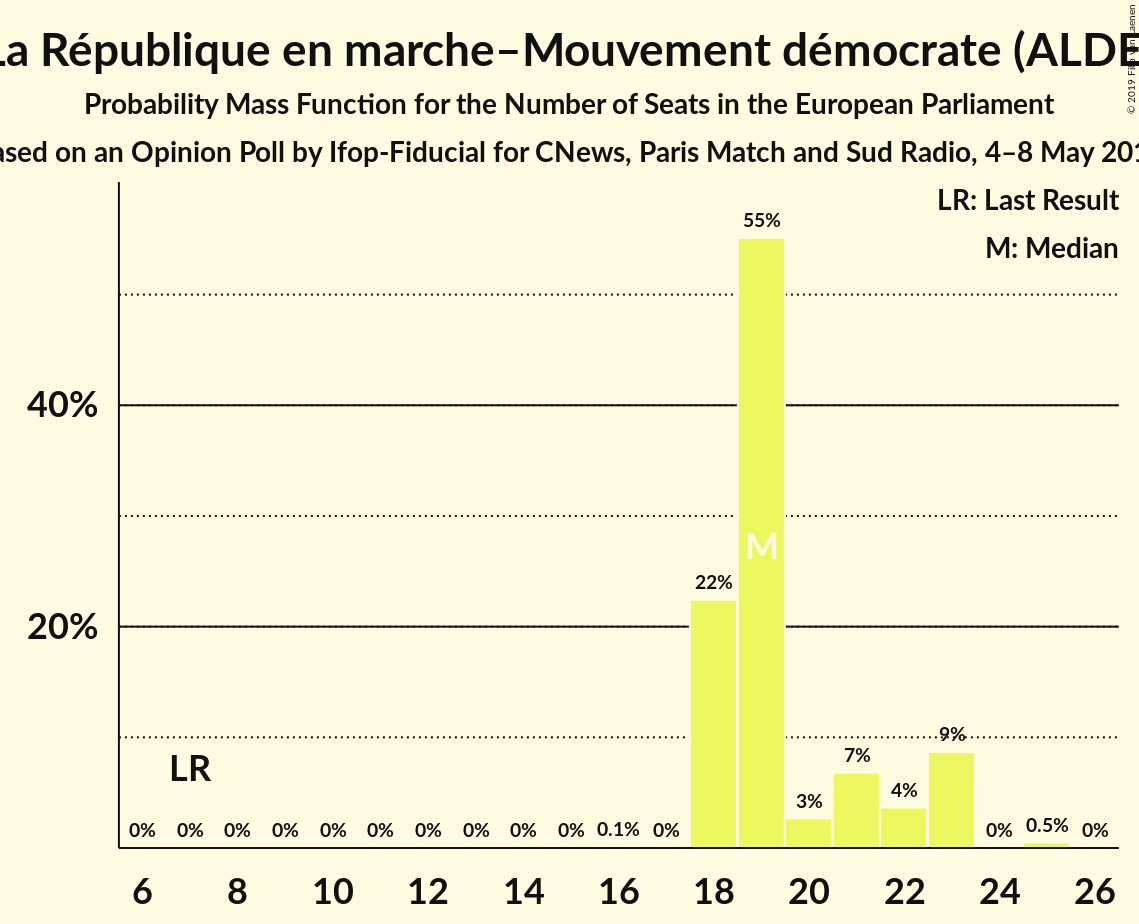 La République en marche–Mouvement démocrate (ALDE
Probability Mass Function for the Number of Seats in the European Parliament
on an Opinion Poll by Ifop-Fiducial for CNews, Paris Match and Sud Radio, 4–8 May
© 2019
LR: Last Result
M: Median
55%
40%
M
22%
20%
9%
LR
7%
4%
3%
0% 0% 0% 0% 0% 0% 0% 0% 0% 0% 0.1% 0% 0% 0.5% 0%
6 8 10 12 14 16 18 20 22 24 26